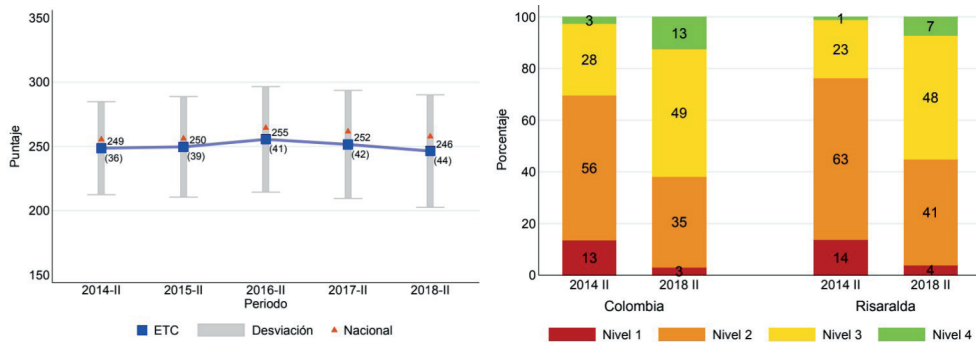 350
300
250
200
150
Puntaje
249
(36)
250
(39)
255
(41)
252
(42)
246
(44)
2014-II
2015-II
2016-II
2017-II
2018-II
Periodo
ETC
Desviación
Nacional
100
80
60
40
20
0
Porcentaje
3
28
56
13
13
49
35
3
1
23
63
14
7
48
41
4
2014 II
2018 II
2014 II
2018 II
Colombia
Risaralda
Nivel 1
Nivel 2
Nivel 3
Nivel 4